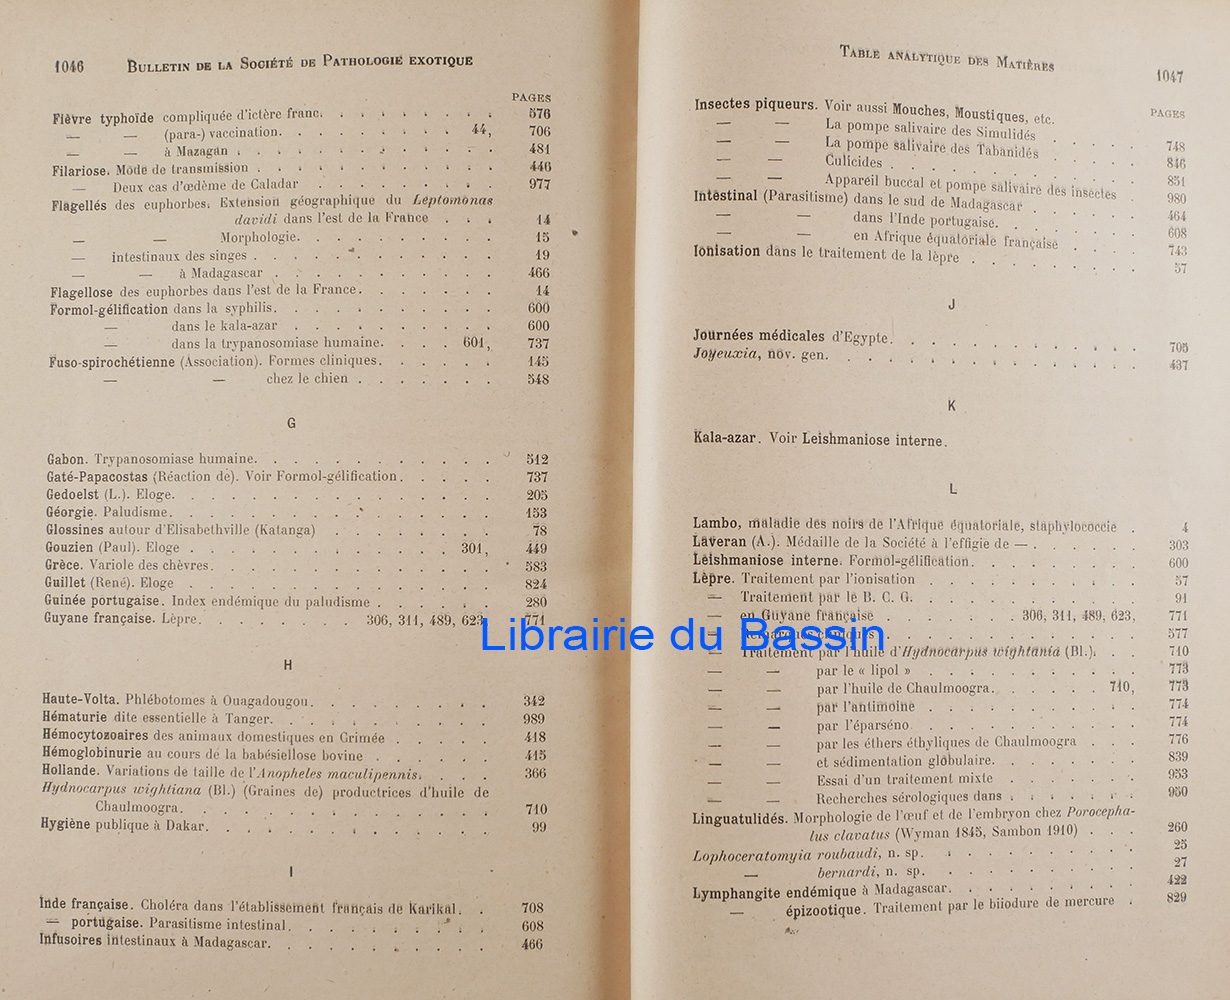 1046 BULLETIN DE LA SOCIÉTÉ DE PATHOLOGIE EXOTIQUE
PAGES
Fièvre typhoïde compliquée d'ictère franc. 576
— — (para-) vaccination. 44, 706
— — à Mazagan 481
Filariose. Mode de transmission 446
— Deux cas d'œdème de Calabar 977
Flagellés des euphorbes. Extension géographique du Leptomonas
davidi dans l'est de la France 14
— — Morphologie. 15
— intestinaux des singes 19
— — à Madagascar 466
Flagellose des euphorbes dans l'est de la France. 14
Formol-gélification dans la syphilis. 600
— dans le kala-azar 600
— dans la trypanosomiase humaine. 601, 737
Fuso-spirochétienne (Association). Formes cliniques. 145
— — chez le chien 548
G
Gabon. Trypanosomiase humaine. 512
Gaté-Papacostas (Réaction de). Voir Formol-gélification. 737
Gedoelst (L.). Eloge. 205
Géorgie. Paludisme. 153
Glossines autour d'Elisabethville (Katanga) 78
Gouzien (Paul). Eloge 301, 449
Grèce. Variole des chèvres. 583
Guillet (René). Eloge 824
Guinée portugaise. Index endémique du paludisme 280
Guyane française. Lèpre. 306, 311, 489, 623, 771
H
Haute-Volta. Phlébotomes à Ouagadougou. 342
Hématurie dite essentielle à Tanger. 989
Hémocytozoaires des animaux domestiques en Crimée 418
Hémoglobinurie au cours de la babésiellose bovine 415
Hollande. Variations de taille de l'Anopheles maculipennis. 366
Hydnocarpus wightiana (Bl.) (Graines de) productrices d'huile de
Chaulmoogra. 710
Hygiène publique à Dakar. 99
I
Inde française. Choléra dans l'établissement français de Karikal. 708
— portugaise. Parasitisme intestinal. 608
Infusoires intestinaux à Madagascar. 466
TABLE ANALYTIQUE DES MATIÈRES 1047
PAGES
Insectes piqueurs. Voir aussi Mouches, Moustiques, etc.
— — La pompe salivaire des Simulidés 748
— — La pompe salivaire des Tabanidés 846
— — Culicides 851
— — Appareil buccal et pompe salivaire des insectes 980
Intestinal (Parasitisme) dans le sud de Madagascar 464
— — dans l'Inde portugaise. 608
— — en Afrique équatoriale française 743
Ionisation dans le traitement de la lèpre 57
J
Journées médicales d'Egypte. 705
Joyeuxia, nov. gen. 437
K
Kala-azar. Voir Leishmaniose interne.
L
Lambo, maladie des noirs de l'Afrique équatoriale, staphylococcie 4
Laveran (A.). Médaille de la Société à l'effigie de — 303
Leishmaniose interne. Formol-gélification. 600
Lèpre. Traitement par l'ionisation 57
— Traitement par le B. C. G. 91
— en Guyane française 306, 311, 489, 623, 771
— Remarques cliniques 577
— Traitement par l'huile d'Hydnocarpus wightania (Bl.). 710
— — par le « lipol » 773
— — par l'huile de Chaulmoogra. 710, 773
— — par l'antimoine 774
— — par l'éparséno. 774
— — par les éthers éthyliques de Chaulmoogra 776
— — et sédimentation globulaire. 839
— — Essai d'un traitement mixte 953
— — Recherches sérologiques dans 950
Linguatulidés. Morphologie de l'œuf et de l'embryon chez Porocepha-
lus clavatus (Wyman 1845, Sambon 1910) 260
Lophoceratomyia roubaudi, n. sp. 25
— bernardi, n. sp. 27
Lymphangite endémique à Madagascar. 422
— épizootique. Traitement par le biiodure de mercure 829
Librairie du Bassin